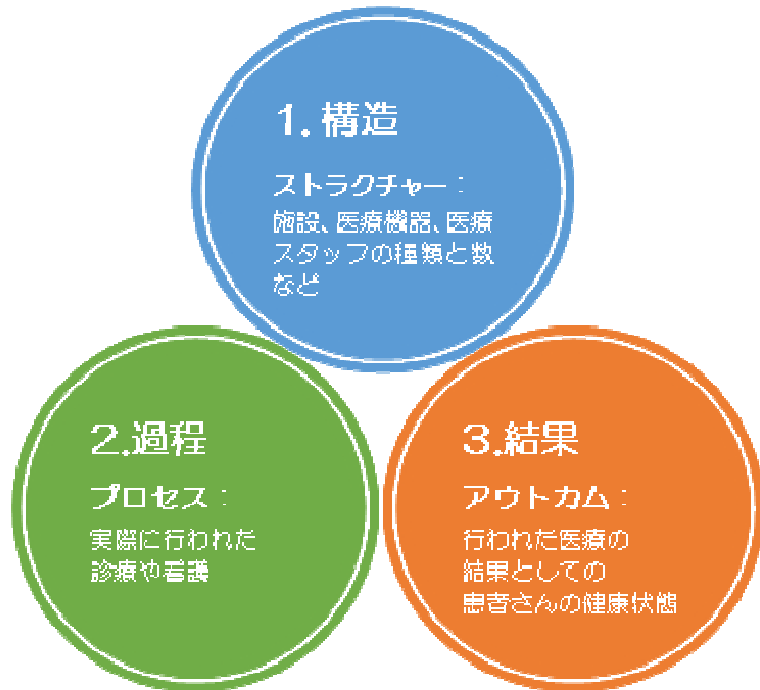 1. 構造
ストラクチャー：
施設、医療機器、医療
スタッフの種類と数
など
2.過程
プロセス：
実際に行われた
診療や看護
3.結果
アウトカム：
行われた医療の
結果としての
患者さんの健康状態